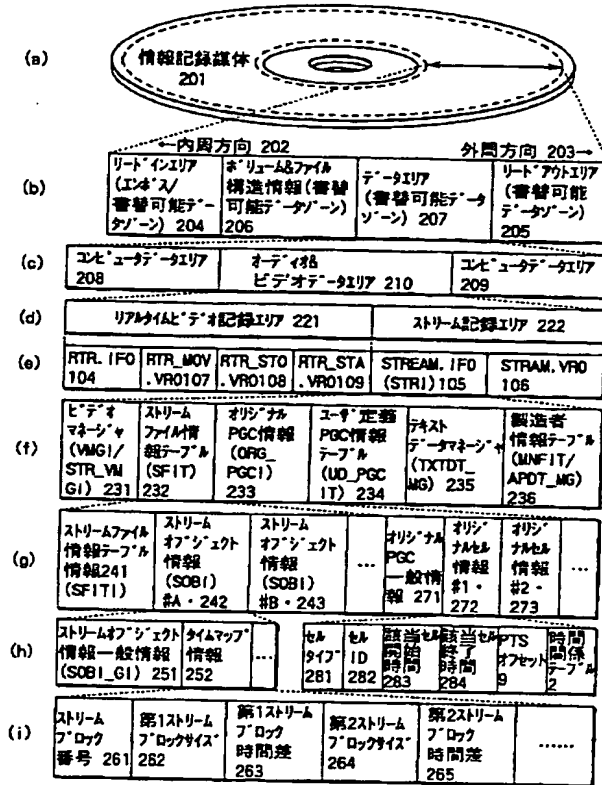 (a)
情報記録媒体
201
←内周方向 202
外周方向 203→
(b)
リードインエリア
(エンボス/
書替可能デー
タゾーン) 204
ボリューム&ファイル
構造情報(書替
可能データゾーン)
206
データエリア
(書替可能データ
ゾーン) 207
リードアウトエリア
(書替可能
データゾーン)
205
(c)
コンピュータデータエリア
208
オーディオ&
ビデオデータエリア 210
コンピュータデータエリア
209
(d)
リアルタイムビデオ記録エリア 221
ストリーム記録エリア 222
(e)
RTR.IFO
104
RTR_MOV
.VRO107
RTR_STO
.VRO108
RTR_STA
.VRO109
STREAM.IFO
(STRI)105
STRAM.VRO
106
(f)
ビデオ
マネージャ
(VMGI/
STR_VM
GI) 231
ストリーム
ファイル情
報テーブル
(SFIT)
232
オリジナル
PGC情報
(ORG_
PGCI)
233
ユーザ定義
PGC情報
テーブル
(UD_PGC
IT) 234
テキスト
データマネージャ
(TXTDT_
MG) 235
製造者
情報テーブル
(MNFIT/
APDT_MG)
236
(g)
ストリームファイル
情報テーブル
情報241
(SFITI)
ストリーム
オブジェクト
情報
(SOBI)
#A・242
ストリーム
オブジェクト
情報
(SOBI)
#B・243
...
オリジナル
PGC
一般情
報 271
オリジ
ナルセル
情報
#1・
272
オリジ
ナルセル
情報
#2・
273
...
(h)
ストリームオブジェクト
情報一般情報
(SOBI_GI) 251
タイムマップ
情報
252
...
セル
タイプ
281
セル
ID
282
該当セル
開始
時間
283
該当セル
終了
時間
284
PTS
オフセット
9
時間
関係
テーブル
2
(i)
ストリーム
ブロック
番号 261
第1ストリーム
ブロックサイズ
262
第1ストリーム
ブロック
時間差
263
第2ストリーム
ブロックサイズ
264
第2ストリーム
ブロック
時間差
265
......